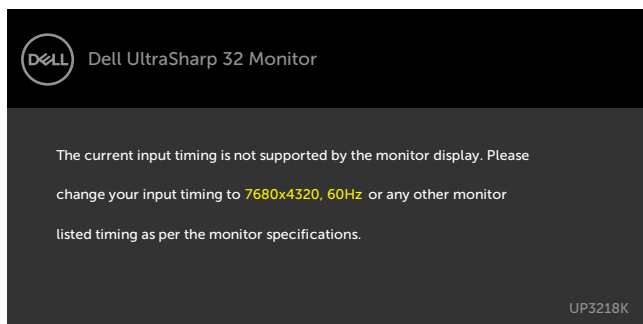 DELL
Dell UltraSharp 32 Monitor
The current input timing is not supported by the monitor display. Please
change your input timing to 7680x4320, 60Hz or any other monitor
listed timing as per the monitor specifications.
UP3218K